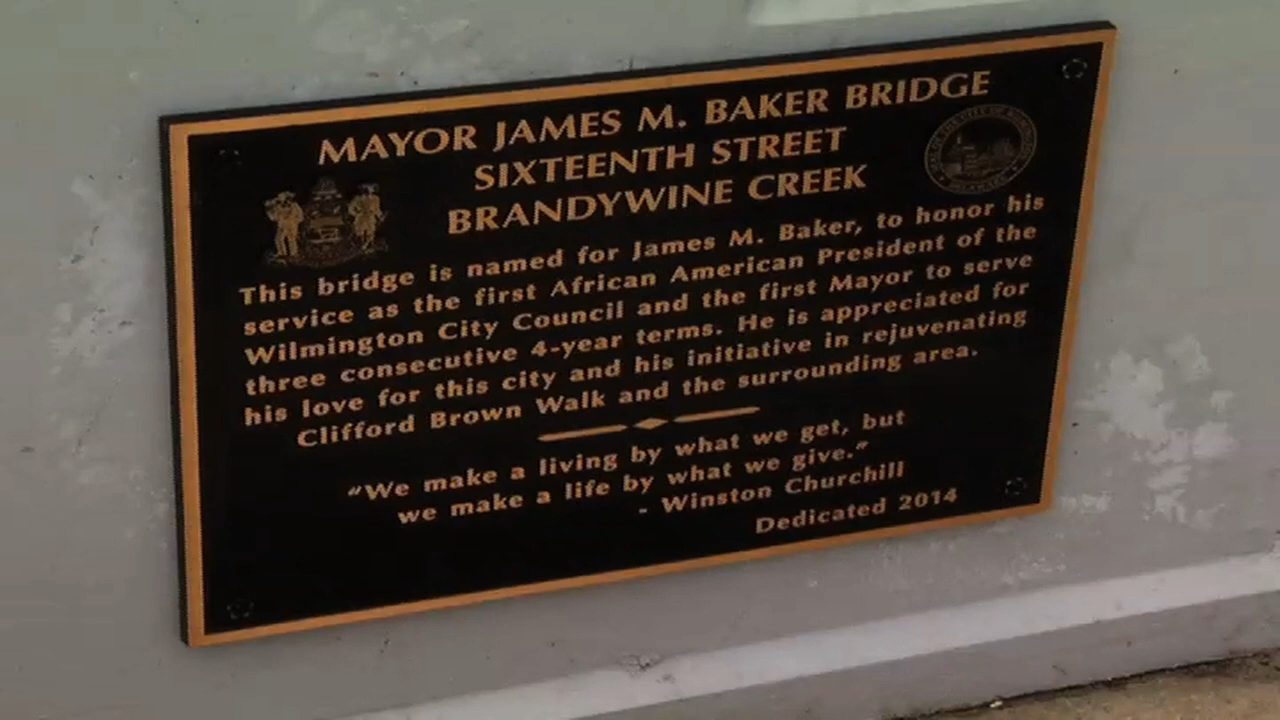 MAYOR JAMES M. BAKER BRIDGE
SIXTEENTH STREET
BRANDYWINE CREEK
This bridge is named for James M. Baker, to honor his
service as the first African American President of the
Wilmington City Council and the first Mayor to serve
three consecutive 4-year terms. He is appreciated for
his love for this city and his initiative in rejuvenating
Clifford Brown Walk and the surrounding area.
“We make a living by what we get, but
we make a life by what we give.”
- Winston Churchill
Dedicated 2014